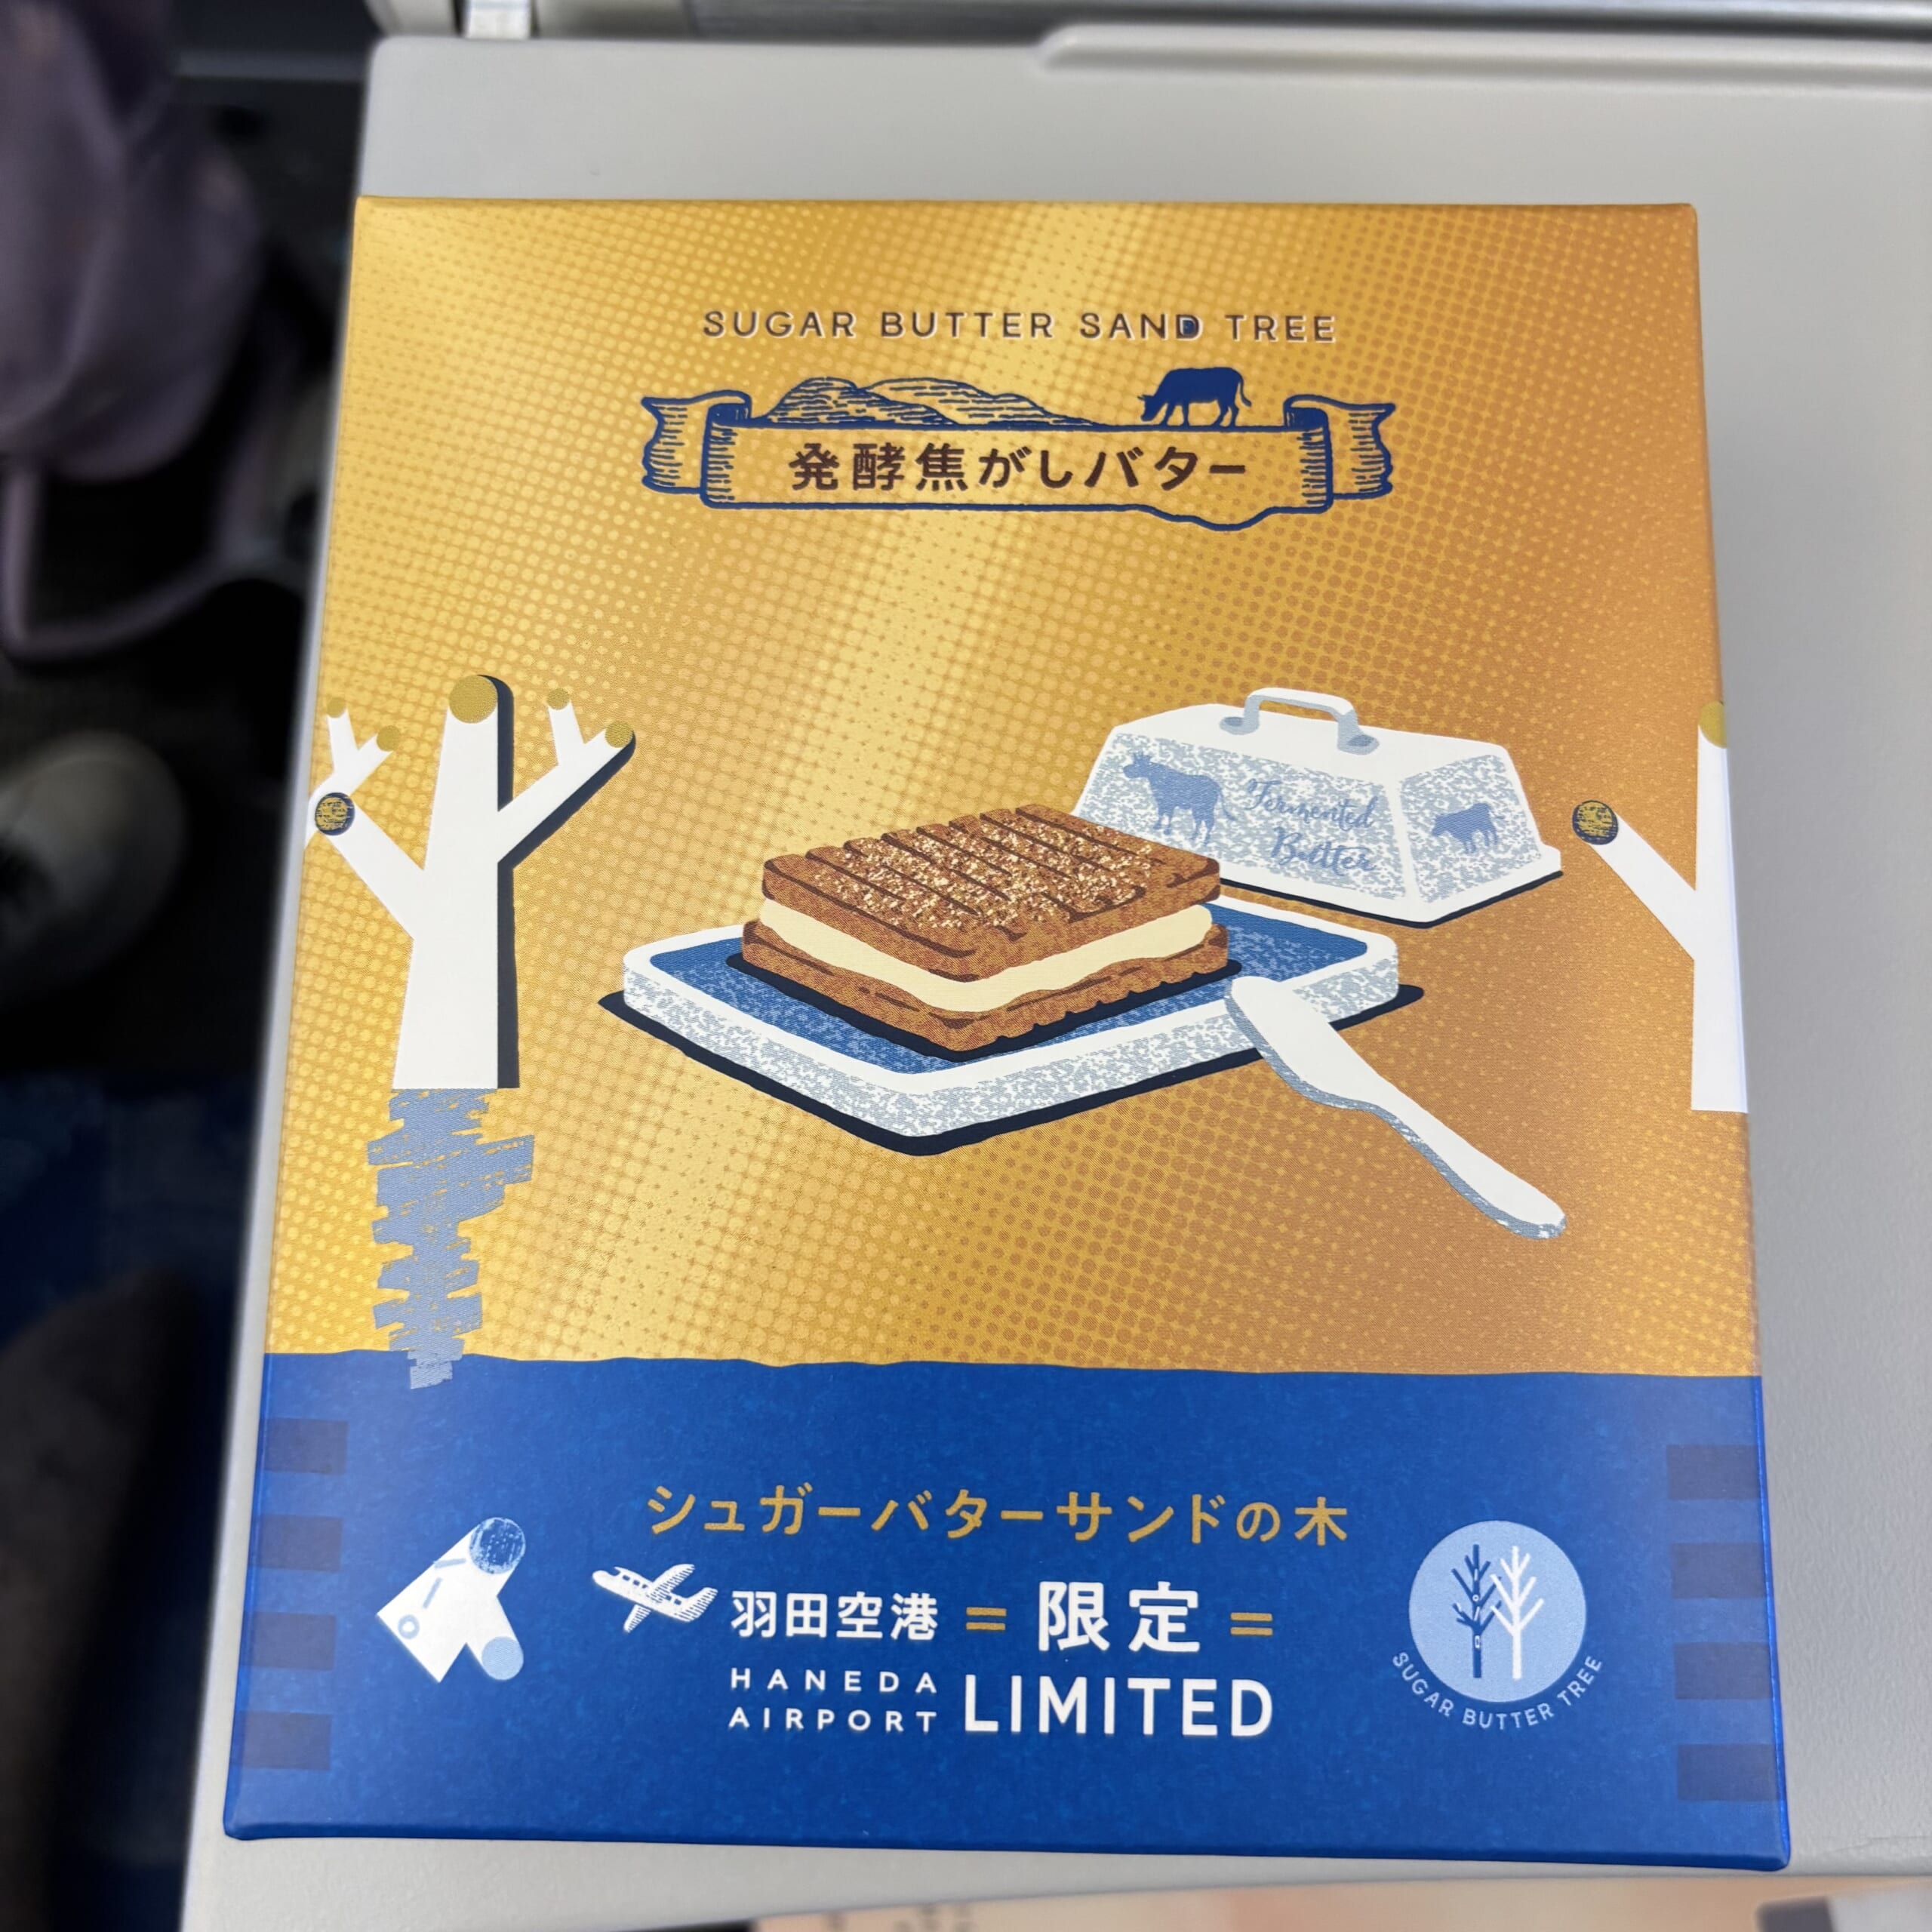 SUGAR BUTTER SAND TREE
発酵焦がしバター
Fermented
Butter
シュガーバターサンドの木
羽田空港 = 限定 =
HANEDA
AIRPORT LIMITED
SUGAR BUTTER TREE